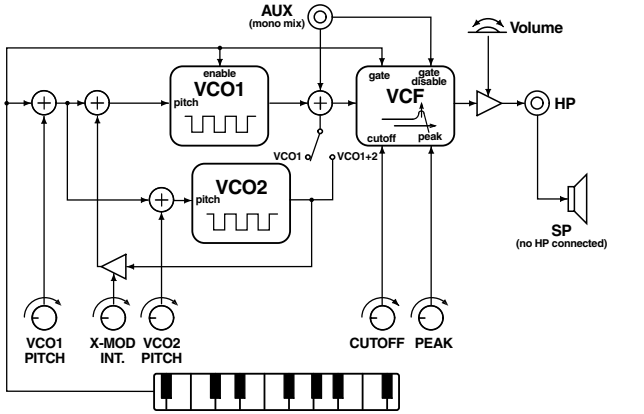 AUX
(mono mix)
Volume
enable
VCO1
pitch
gate
gate
disable
VCF
cutoff
peak
HP
VCO1
VCO1+2
pitch
VCO2
SP
(no HP connected)
VCO1
PITCH
X-MOD
INT.
VCO2
PITCH
CUTOFF
PEAK